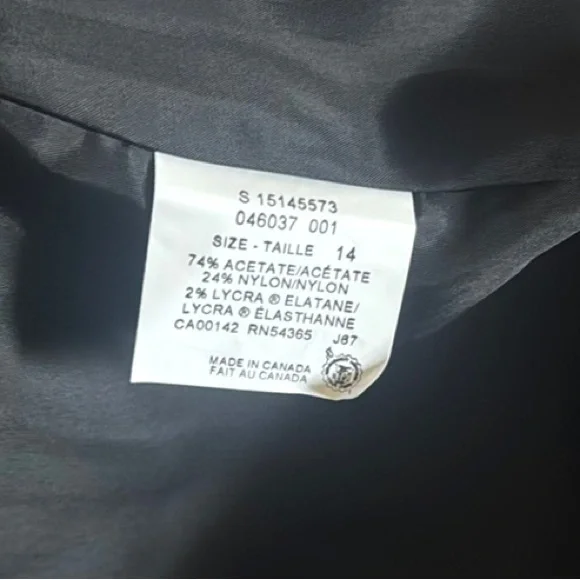 S 15145573
046037 001
SIZE - TAILLE 14
74% ACETATE/ACÉTATE
24% NYLON/NYLON
2% LYCRA ® ELATANE/
LYCRA ® ÉLASTHANNE
CA00142 RN54365 J67
MADE IN CANADA
FAIT AU CANADA